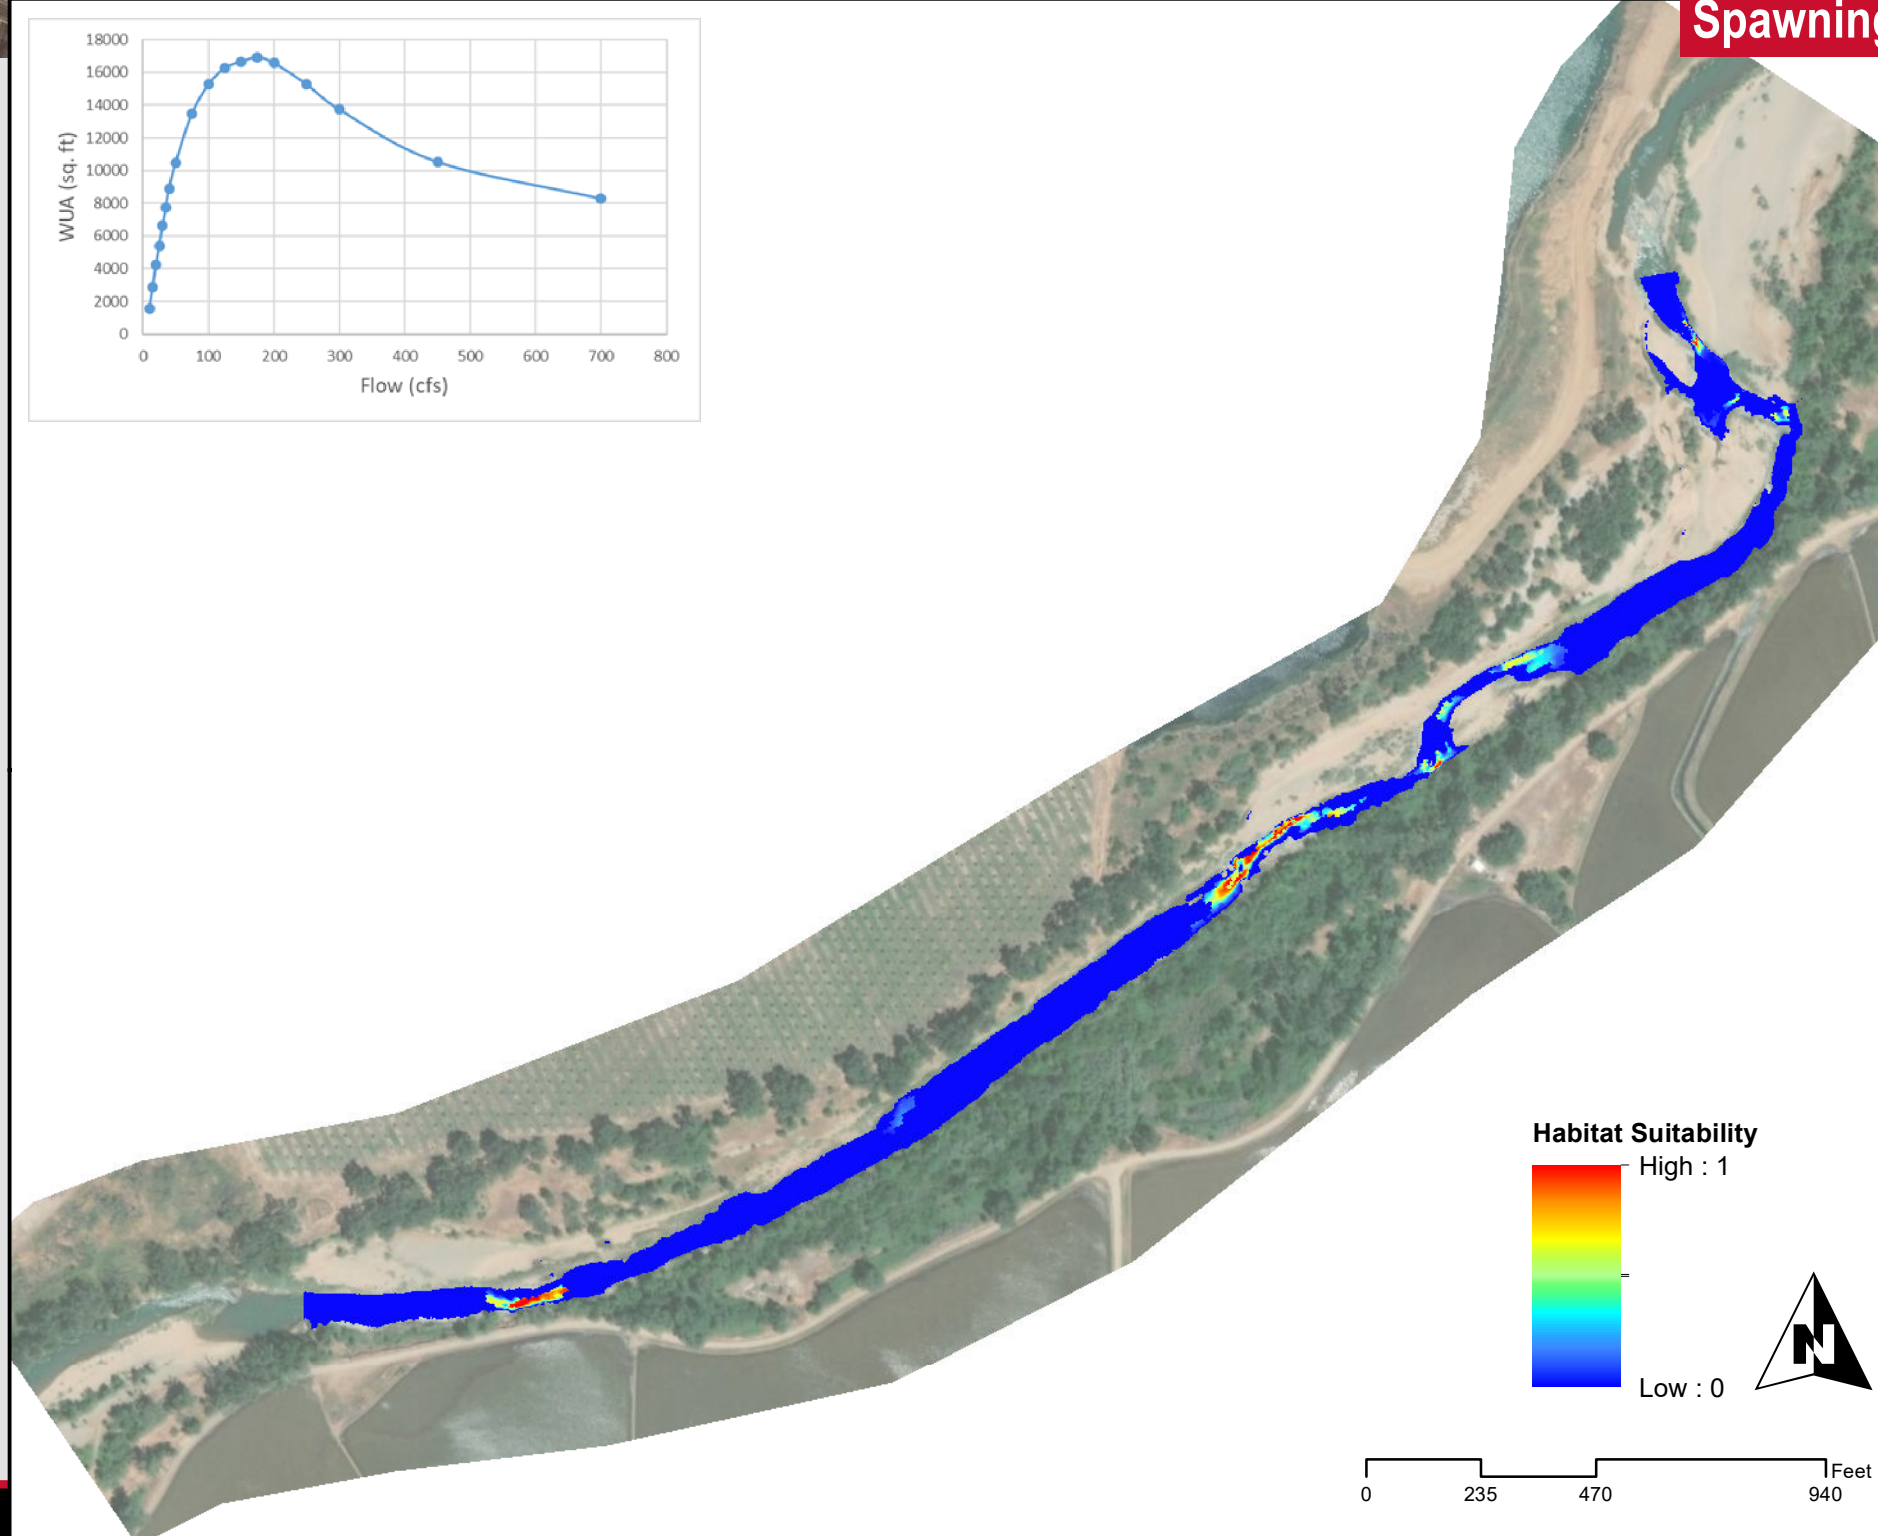 Spawning
18000
16000
14000
12000
10000
8000
6000
4000
2000
0
WUA (sq. ft)
0 100 200 300 400 500 600 700 800
Flow (cfs)
Habitat Suitability
High : 1
Low : 0
N
Feet
0 235 470 940